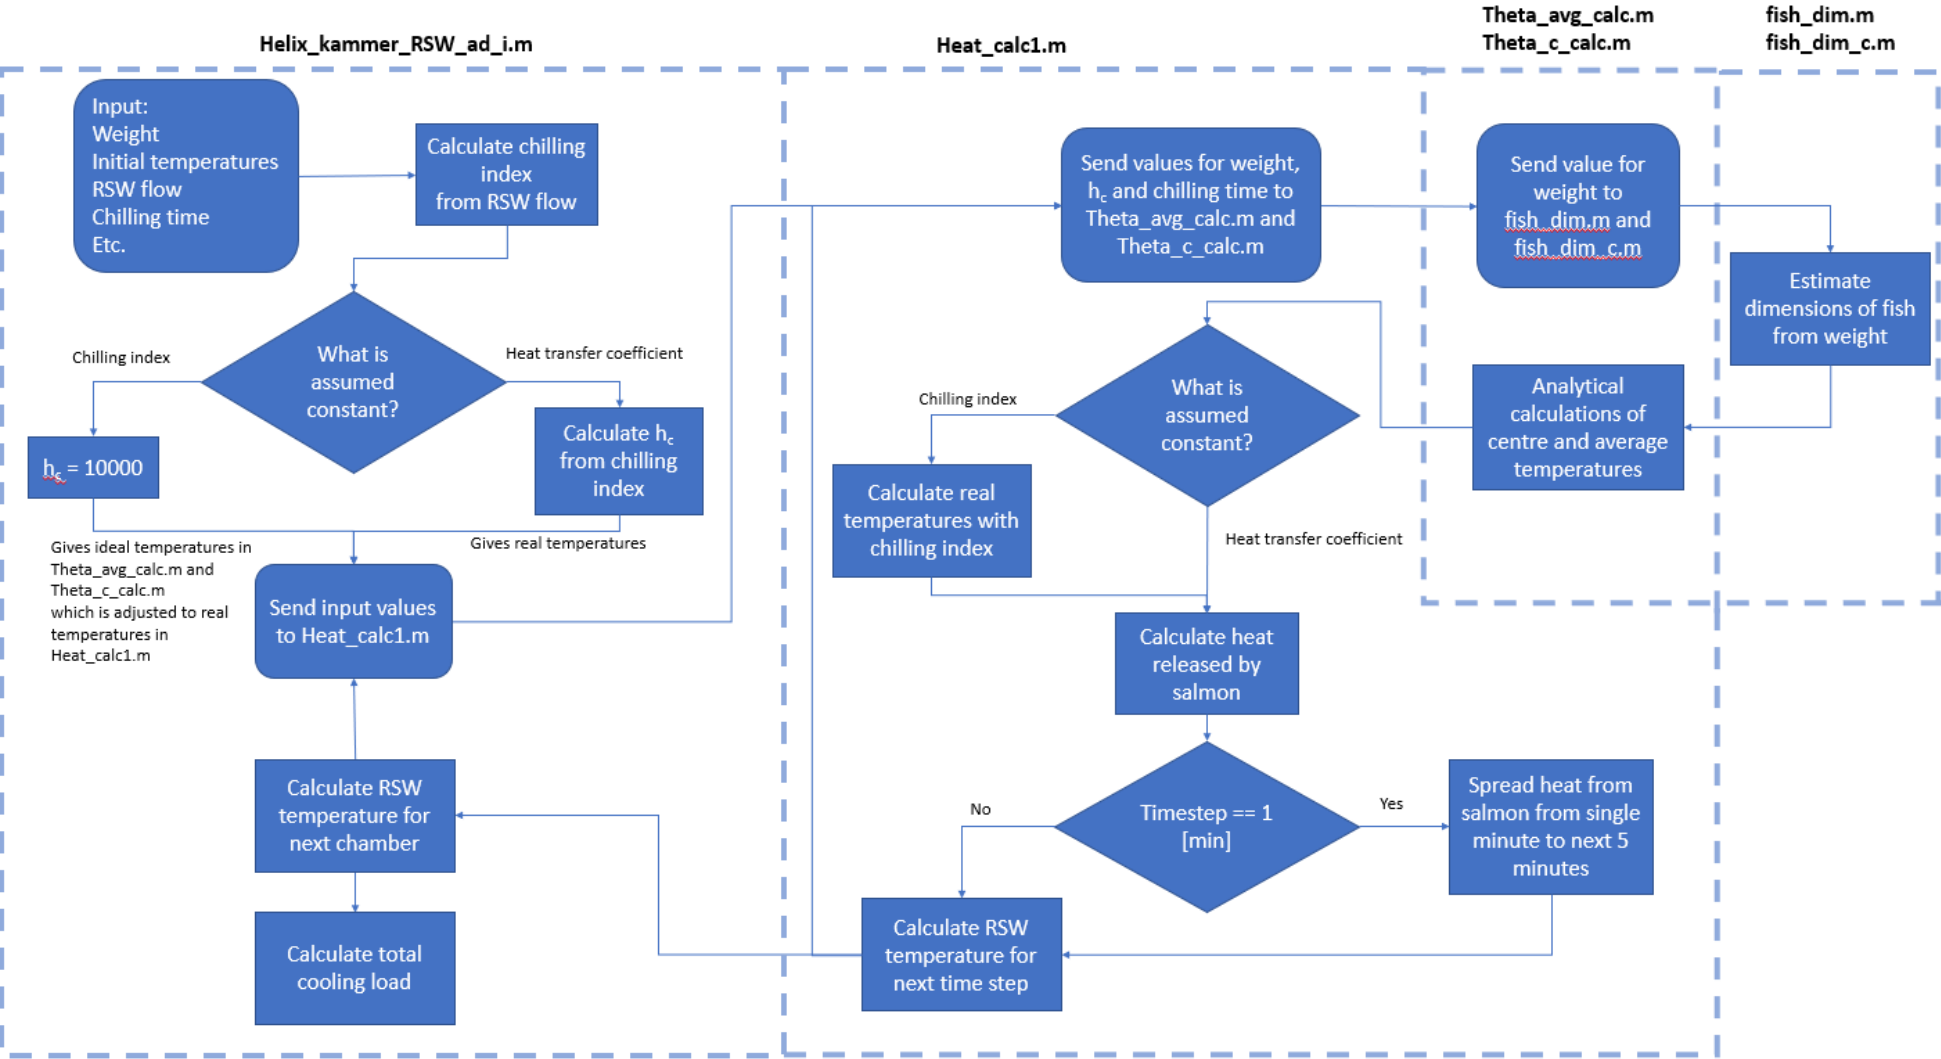 Helix_kammer_RSW_ad_i.m
Heat_calc1.m
Theta_avg_calc.m
Theta_c_calc.m
fish_dim.m
fish_dim_c.m
Input:
Weight
Initial temperatures
RSW flow
Chilling time
Etc.
Calculate chilling
index
from RSW flow
What is
assumed
constant?
Chilling index
Heat transfer coefficient
hc = 10000
Calculate hc
from chilling
index
Gives ideal temperatures in
Theta_avg_calc.m and
Theta_c_calc.m
which is adjusted to real
temperatures in
Heat_calc1.m
Gives real temperatures
Send input values
to Heat_calc1.m
Calculate RSW
temperature for
next chamber
Calculate total
cooling load
Send values for weight,
hc and chilling time to
Theta_avg_calc.m and
Theta_c_calc.m
What is
assumed
constant?
Chilling index
Heat transfer coefficient
Calculate real
temperatures with
chilling index
Calculate heat
released by
salmon
Timestep == 1
[min]
No
Yes
Spread heat from
salmon from single
minute to next 5
minutes
Calculate RSW
temperature for
next time step
Send value for
weight to
fish_dim.m and
fish_dim_c.m
Analytical
calculations of
centre and average
temperatures
Estimate
dimensions of fish
from weight